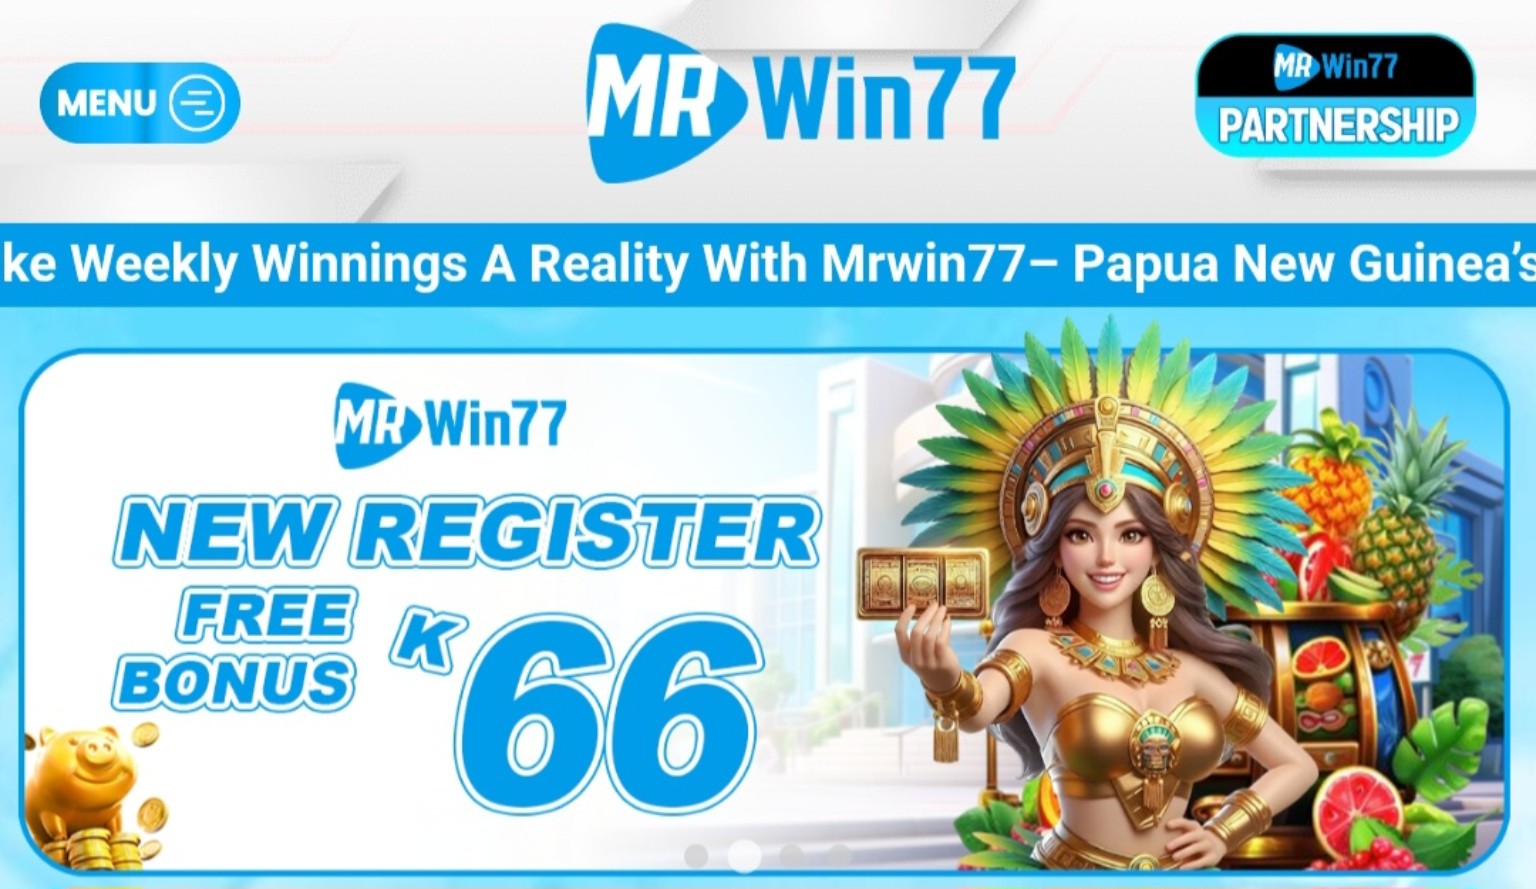 MENU
MR Win77
MR Win77
PARTNERSHIP
ke Weekly Winnings A Reality With Mrwin77– Papua New Guinea's
MR Win77
NEW REGISTER
FREE
BONUS
K66